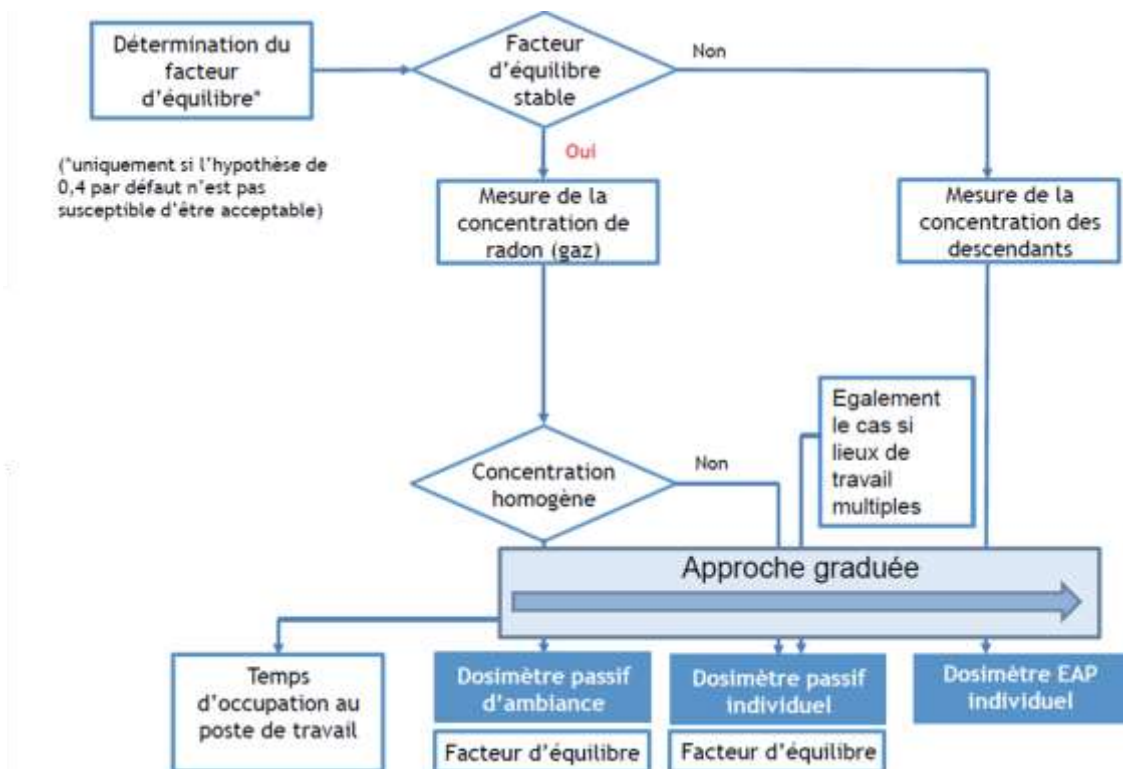 Détermination du
facteur
d'équilibre*
Facteur
d'équilibre
stable
Non
(*uniquement si l'hypothèse de
0,4 par défaut n'est pas
susceptible d'être acceptable)
Oui
Mesure de la
concentration de
radon (gaz)
Mesure de la
concentration des
descendants
Egalement
le cas si
lieux de
travail
multiples
Concentration
homogène
Non
Approche graduée
Temps
d'occupation au
poste de travail
Dosimètre passif
d'ambiance
Facteur d'équilibre
Dosimètre passif
individuel
Facteur d'équilibre
Dosimètre EAP
individuel